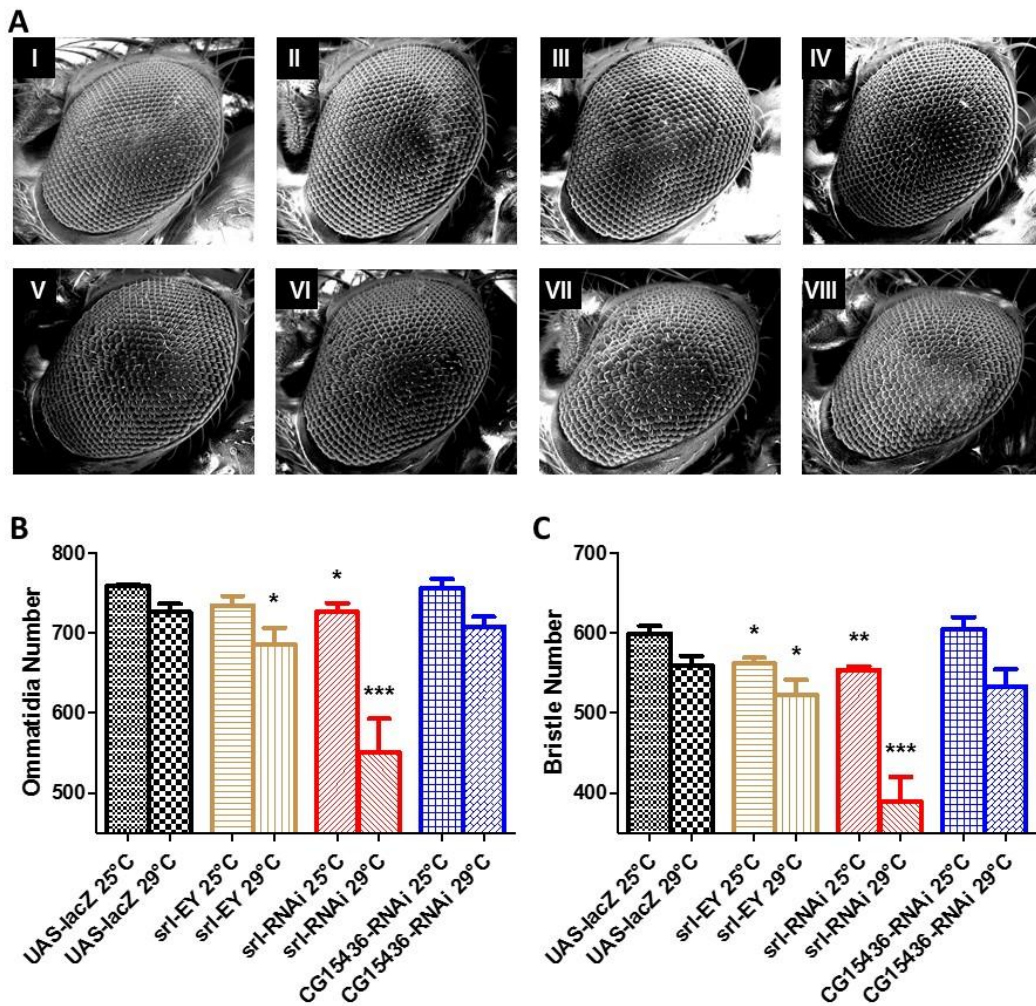 A
I
II
III
IV
V
VI
VII
VIII
B
C
800
700
600
500
Ommatidia Number
*
*
***
UAS-lacZ 25°C
UAS-lacZ 29°C
srl-EY 25°C
srl-EY 29°C
srl-RNAi 25°C
srl-RNAi 29°C
CG15436-RNAi 25°C
CG15436-RNAi 29°C
700
600
500
400
Bristle Number
*
*
**
***
UAS-lacZ 25°C
UAS-lacZ 29°C
srl-EY 25°C
srl-EY 29°C
srl-RNAi 25°C
srl-RNAi 29°C
CG15436-RNAi 25°C
CG15436-RNAi 29°C